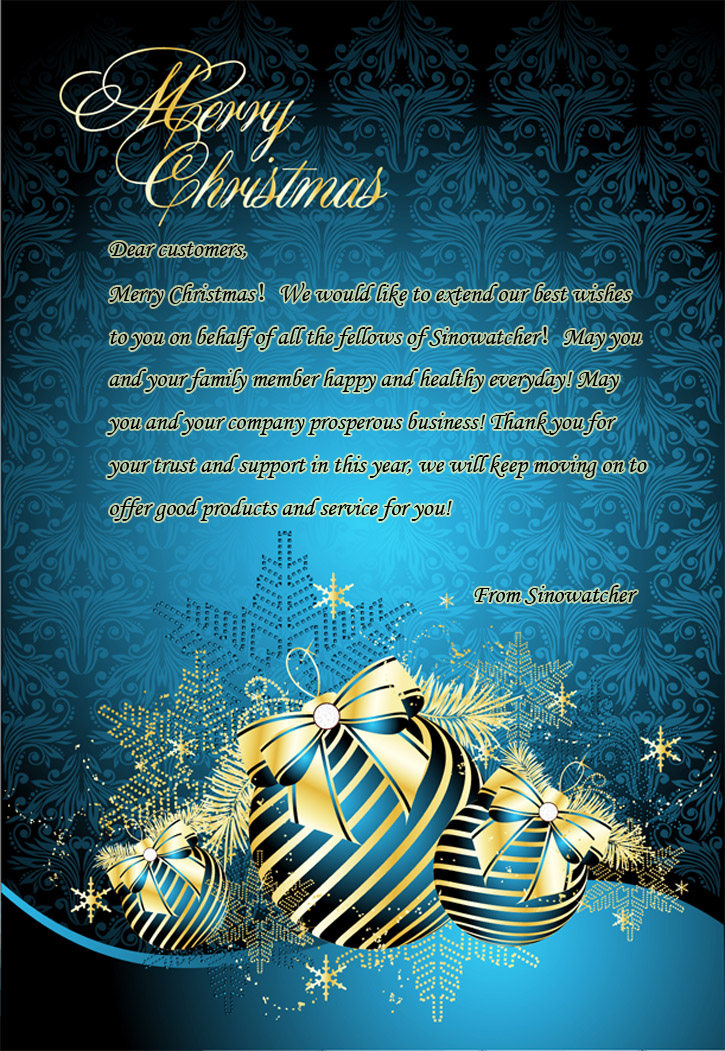 Merry
Christmas
Dear customers,
Merry Christmas！ We would like to extend our best wishes
to you on behalf of all the fellows of Sinowatcher！ May you
and your family member happy and healthy everyday! May
you and your company prosperous business! Thank you for
your trust and support in this year, we will keep moving on to
offer good products and service for you!
From Sinowatcher